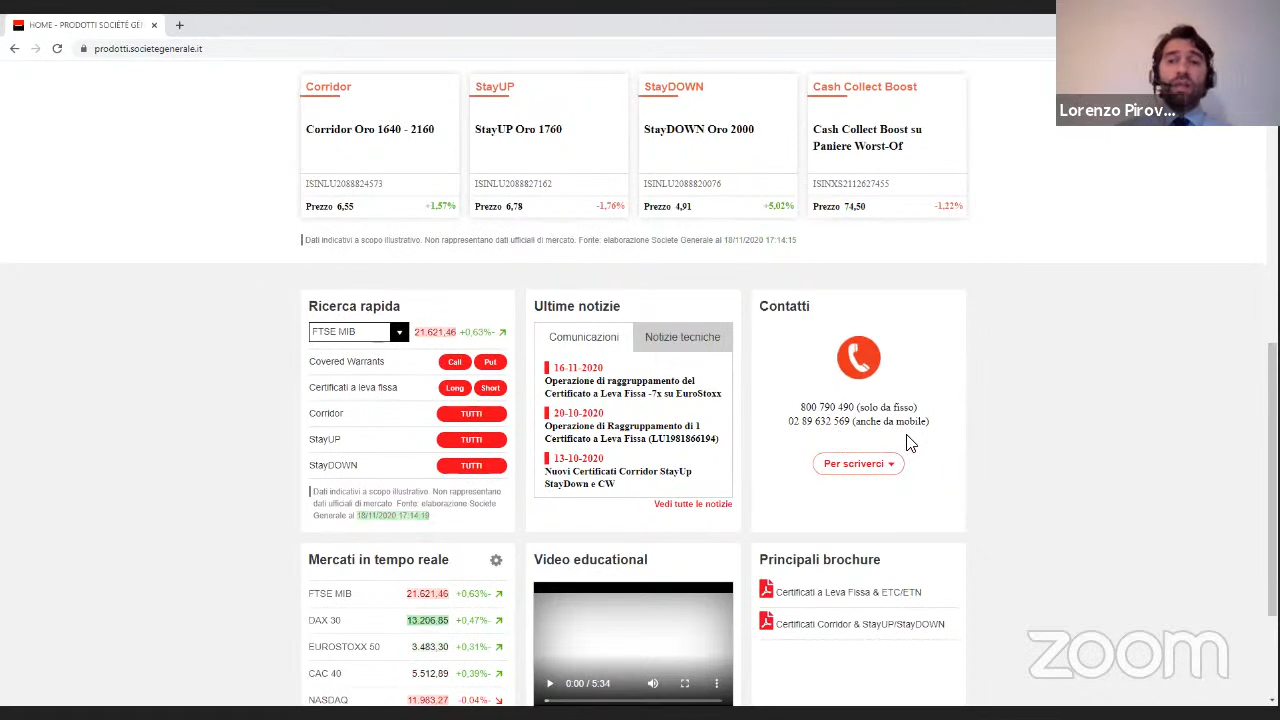 HOME - PRODOTTI SOCIÉTÉ GE
prodotti.societegenerale.it
Lorenzo Pirov...
Corridor
StayUP
StayDOWN
Cash Collect Boost
Corridor Oro 1640 - 2160
StayUP Oro 1760
StayDOWN Oro 2000
Cash Collect Boost su
Paniere Worst-Of
ISINLU2088824573
ISINLU2088827162
ISINLU2088820076
ISINXS2112627455
Prezzo 6,55 +1,57%
Prezzo 6,78 -1,76%
Prezzo 4,91 +5,02%
Prezzo 74,50 -1,22%
Dati indicativi a scopo illustrativo. Non rappresentano dati ufficiali di mercato. Fonte: elaborazione Societe Generale al 18/11/2020 17:14:15
Ricerca rapida
FTSE MIB 21.621,46 +0,63%
Covered Warrants Call Put
Certificati a leva fissa Long Short
Corridor TUTTI
StayUP TUTTI
StayDOWN TUTTI
Dati indicativi a scopo illustrativo. Non rappresentano
dati ufficiali di mercato. Fonte: elaborazione Societe
Generale al 18/11/2020 17:14:19
Ultime notizie
Comunicazioni Notizie tecniche
16-11-2020
Operazione di raggruppamento del
Certificato a Leva Fissa -7x su EuroStoxx
20-10-2020
Operazione di Raggruppamento di 1
Certificato a Leva Fissa (LU1981866194)
13-10-2020
Nuovi Certificati Corridor StayUp
StayDown e CW
Vedi tutte le notizie
Contatti
800 790 490 (solo da fisso)
02 89 632 569 (anche da mobile)
Per scriverci
Mercati in tempo reale
FTSE MIB 21.621,46 +0,63%
DAX 30 13.206,85 +0,47%
EUROSTOXX 50 3.483,30 +0,31%
CAC 40 5.512,89 +0,39%
NASDAQ 11.983,27 -0,04%
Video educational
0:00 / 5:34
Principali brochure
Certificati a Leva Fissa & ETC/ETN
Certificati Corridor & StayUP/StayDOWN
zoom